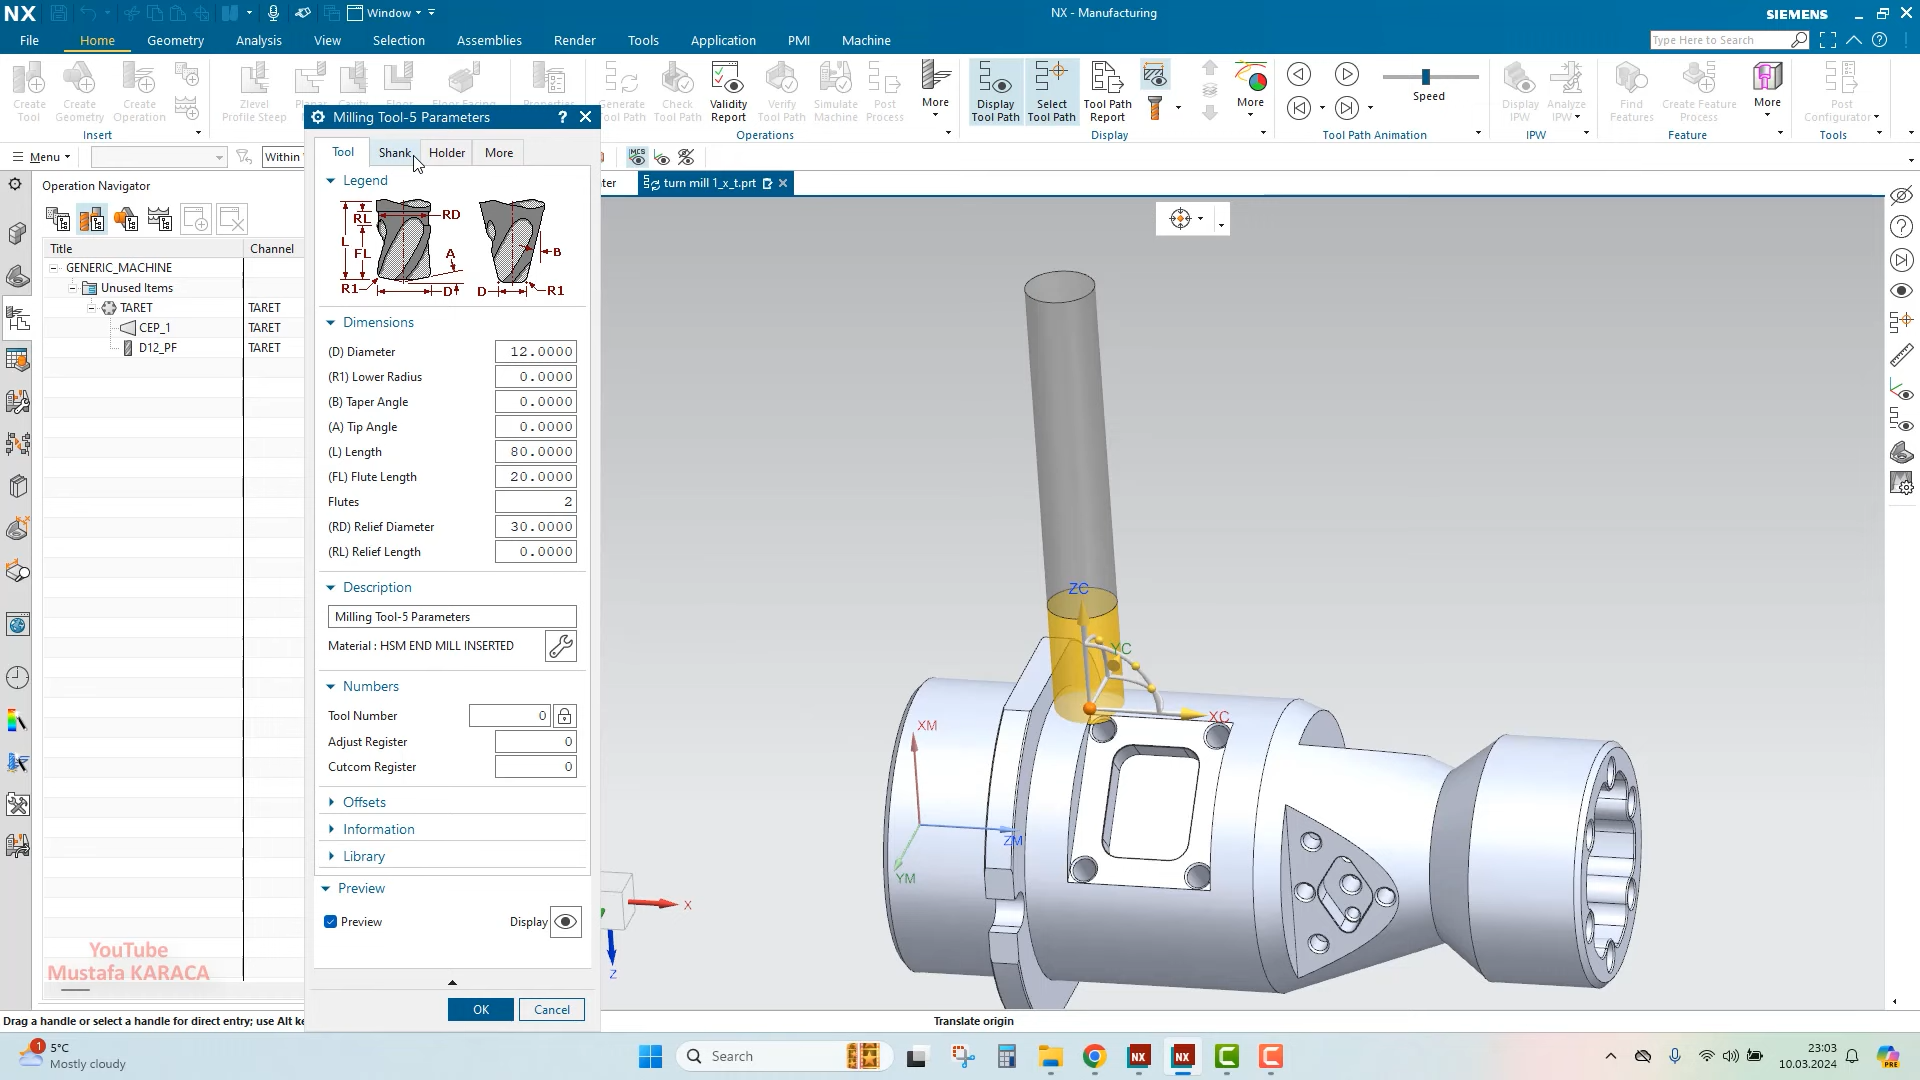 NX
Window
NX - Manufacturing
SIEMENS
File
Home
Geometry
Analysis
View
Selection
Assemblies
Render
Tools
Application
PMI
Machine
Type Here to Search
Create Tool
Create Geometry
Create Operation
Zlevel Profile Steep
Properties
Generate Tool Path
Check Tool Path
Validity Report
Verify Tool Path
Simulate Machine
Post Process
More
Display Tool Path
Select Tool Path
Tool Path Report
More
Speed
Display IPW
Analyze IPW
Find Features
Create Feature Process
More
Post Configurator
Insert
Operations
Display
Tool Path Animation
IPW
Feature
Tools
Menu
Within
turn mill 1_x_t.prt
Operation Navigator
Title
Channel
GENERIC_MACHINE
Unused Items
TARET
TARET
CEP_1
TARET
D12_PF
TARET
Milling Tool-5 Parameters
?
Tool
Shank
Holder
More
Legend
RL
RD
L
FL
A
B
R1
D
D
R1
Dimensions
(D) Diameter
12.0000
(R1) Lower Radius
0.0000
(B) Taper Angle
0.0000
(A) Tip Angle
0.0000
(L) Length
80.0000
(FL) Flute Length
20.0000
Flutes
2
(RD) Relief Diameter
30.0000
(RL) Relief Length
0.0000
Description
Milling Tool-5 Parameters
Material : HSM END MILL INSERTED
Numbers
Tool Number
0
Adjust Register
0
Cutcom Register
0
Offsets
Information
Library
Preview
Preview
Display
OK
Cancel
ZC
YC
XC
XM
ZM
YM
X
Z
YouTube
Mustafa KARACA
Drag a handle or select a handle for direct entry; use Alt ke
Translate origin
1
5°C
Mostly cloudy
Search
NX
NX
C
C
23:03
10.03.2024
PRE